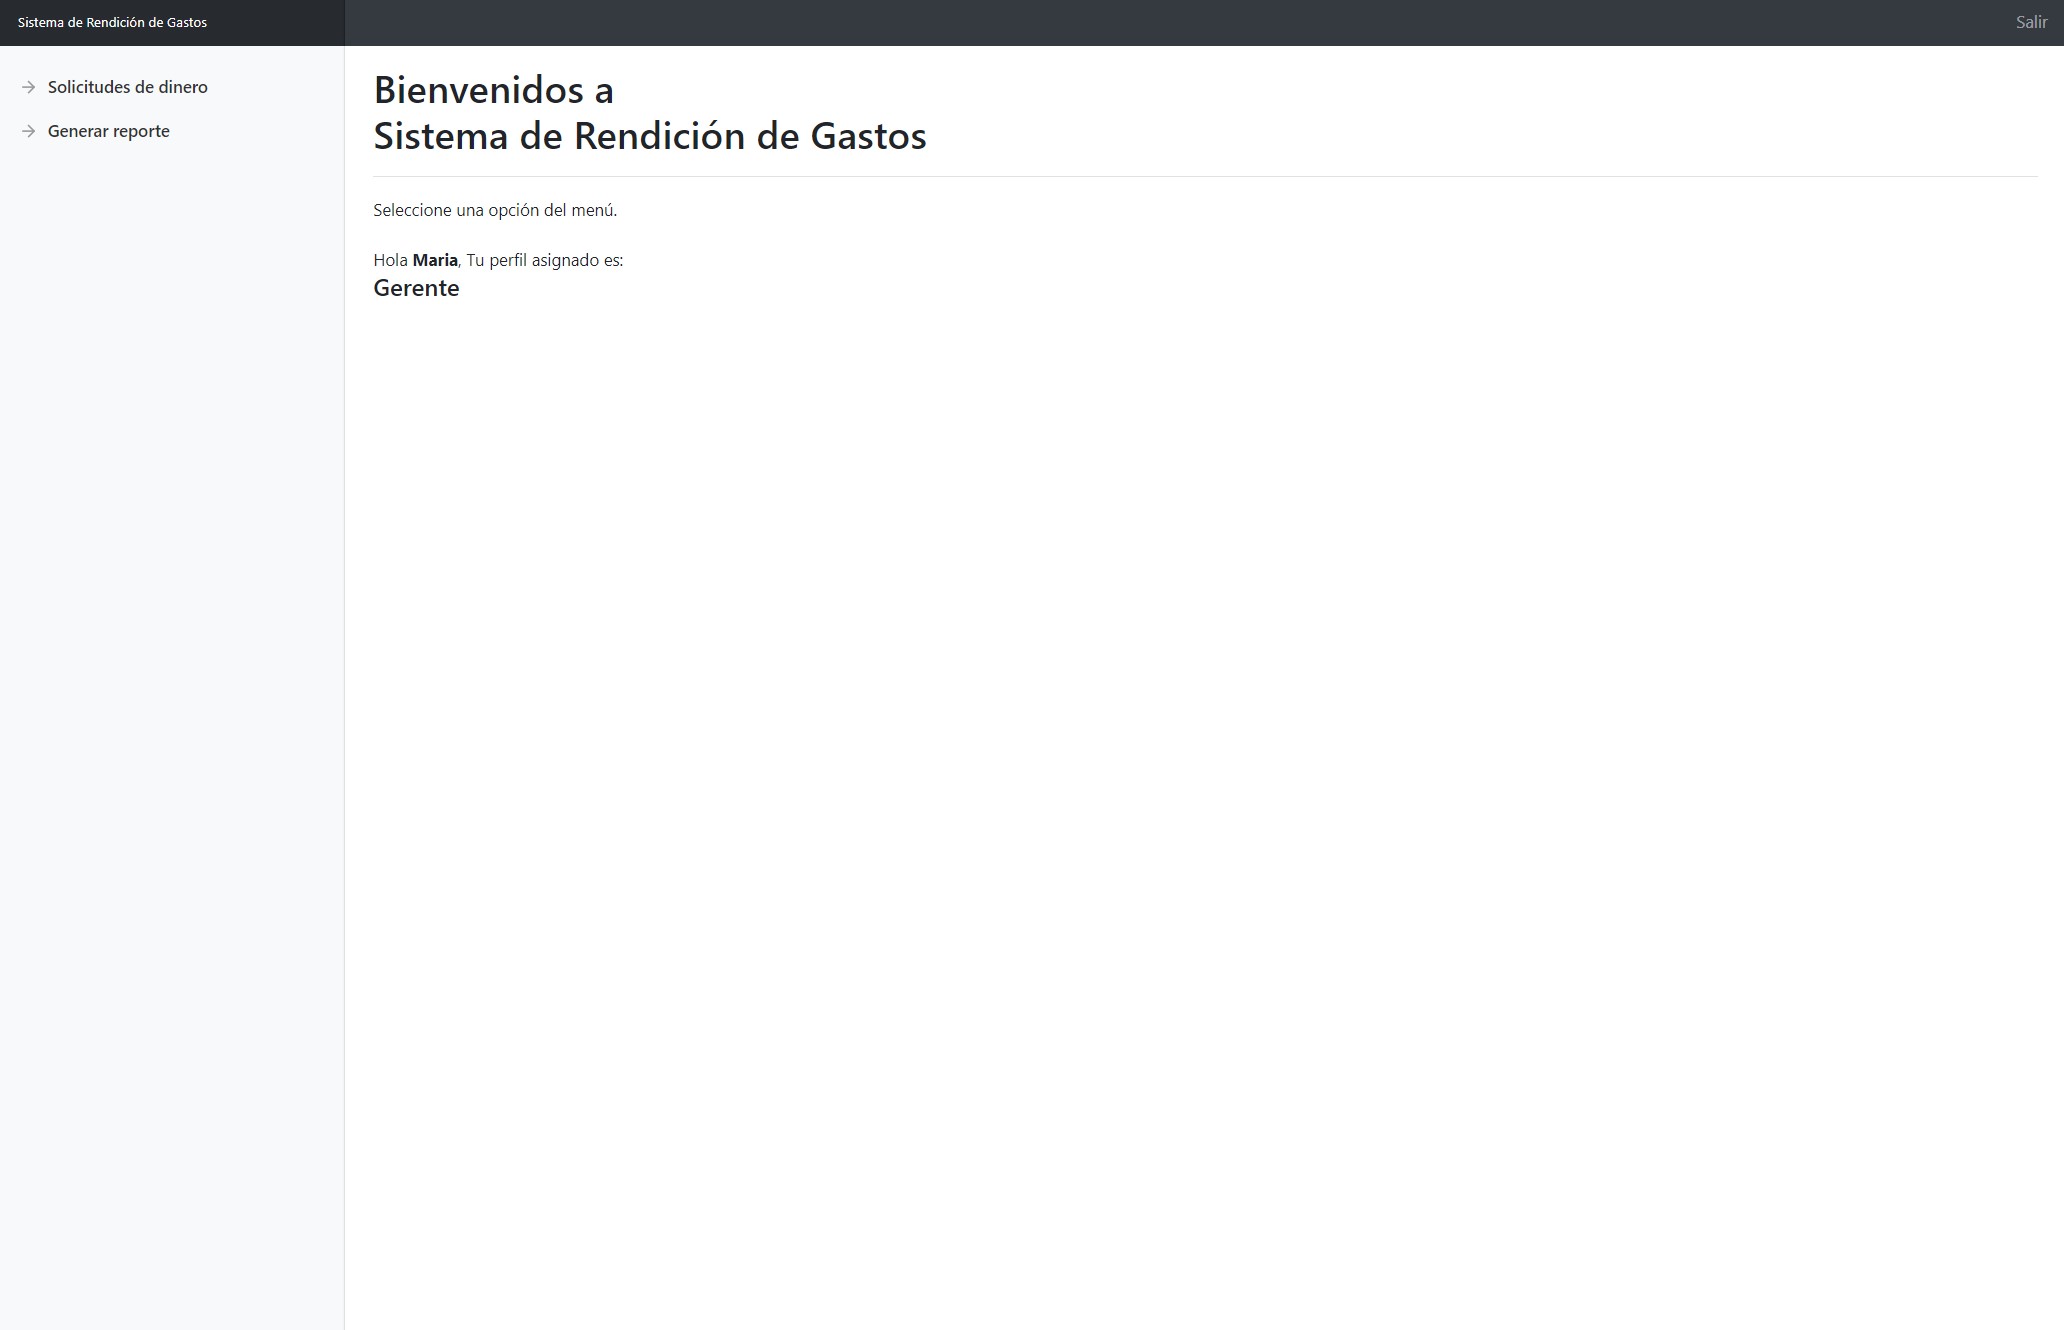 Sistema de Rendición de Gastos
Salir
Solicitudes de dinero
Generar reporte
Bienvenidos a
Sistema de Rendición de Gastos
Seleccione una opción del menú.
Hola Maria, Tu perfil asignado es:
Gerente